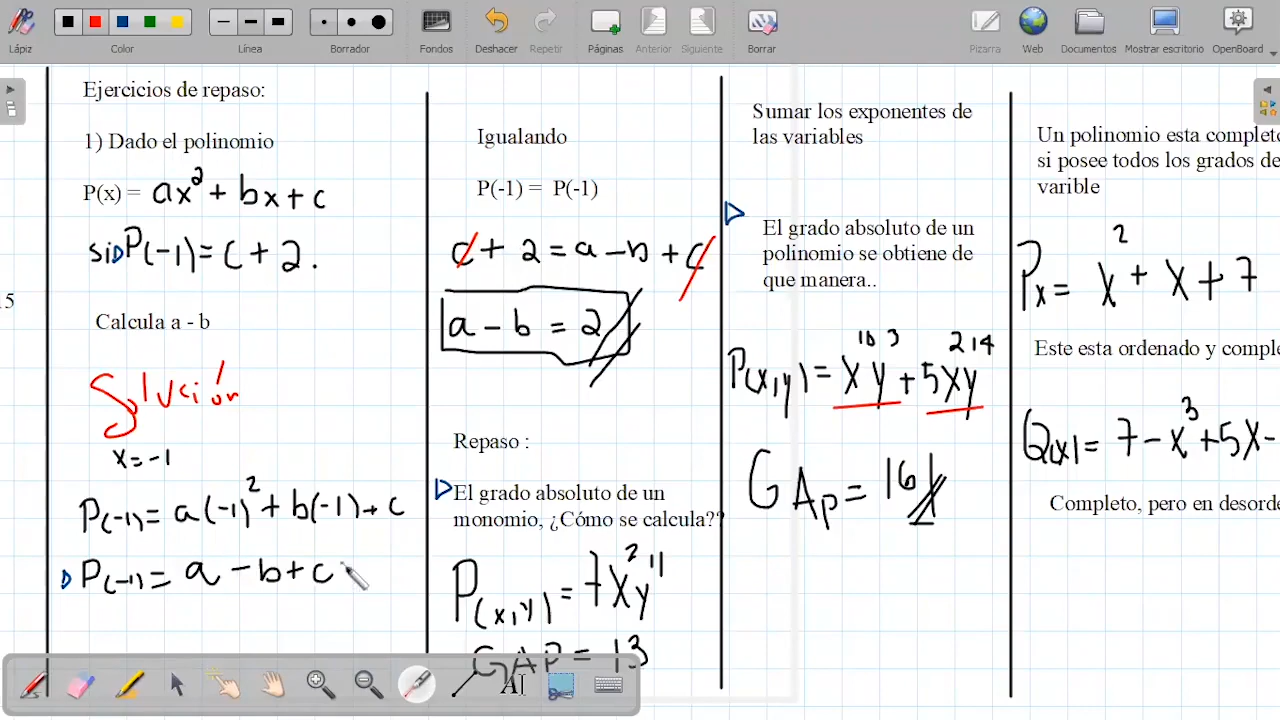 Lápiz
Color
Línea
Borrador
Fondos
Deshacer
Repetir
Páginas
Anterior
Siguiente
Borrar
Pizarra
Web
Documentos
Mostrar escritorio
OpenBoard
15
Ejercicios de repaso:
1) Dado el polinomio
P(x) = ax² + bx + c
si P(-1) = c + 2.
Calcula a - b
Solución
x = -1
P(-1) = a(-1)² + b(-1) + c
P(-1) = a - b + c
Igualando
P(-1) = P(-1)
c + 2 = a - b + c
a - b = 2
Repaso :
El grado absoluto de un
monomio, ¿Cómo se calcula??
P(x,y) = 7x²y¹¹
GAP = 13
Sumar los exponentes de
las variables
El grado absoluto de un
polinomio se obtiene de
que manera..
P(x,y) = x¹⁰y³ + 5x²y¹⁴
GAp = 16
Un polinomio esta completo
si posee todos los grados de
varible
Px = x² + x + 7
Este esta ordenado y comple
Q(x) = 7 - x³ + 5x -
Completo, pero en desorde
AI